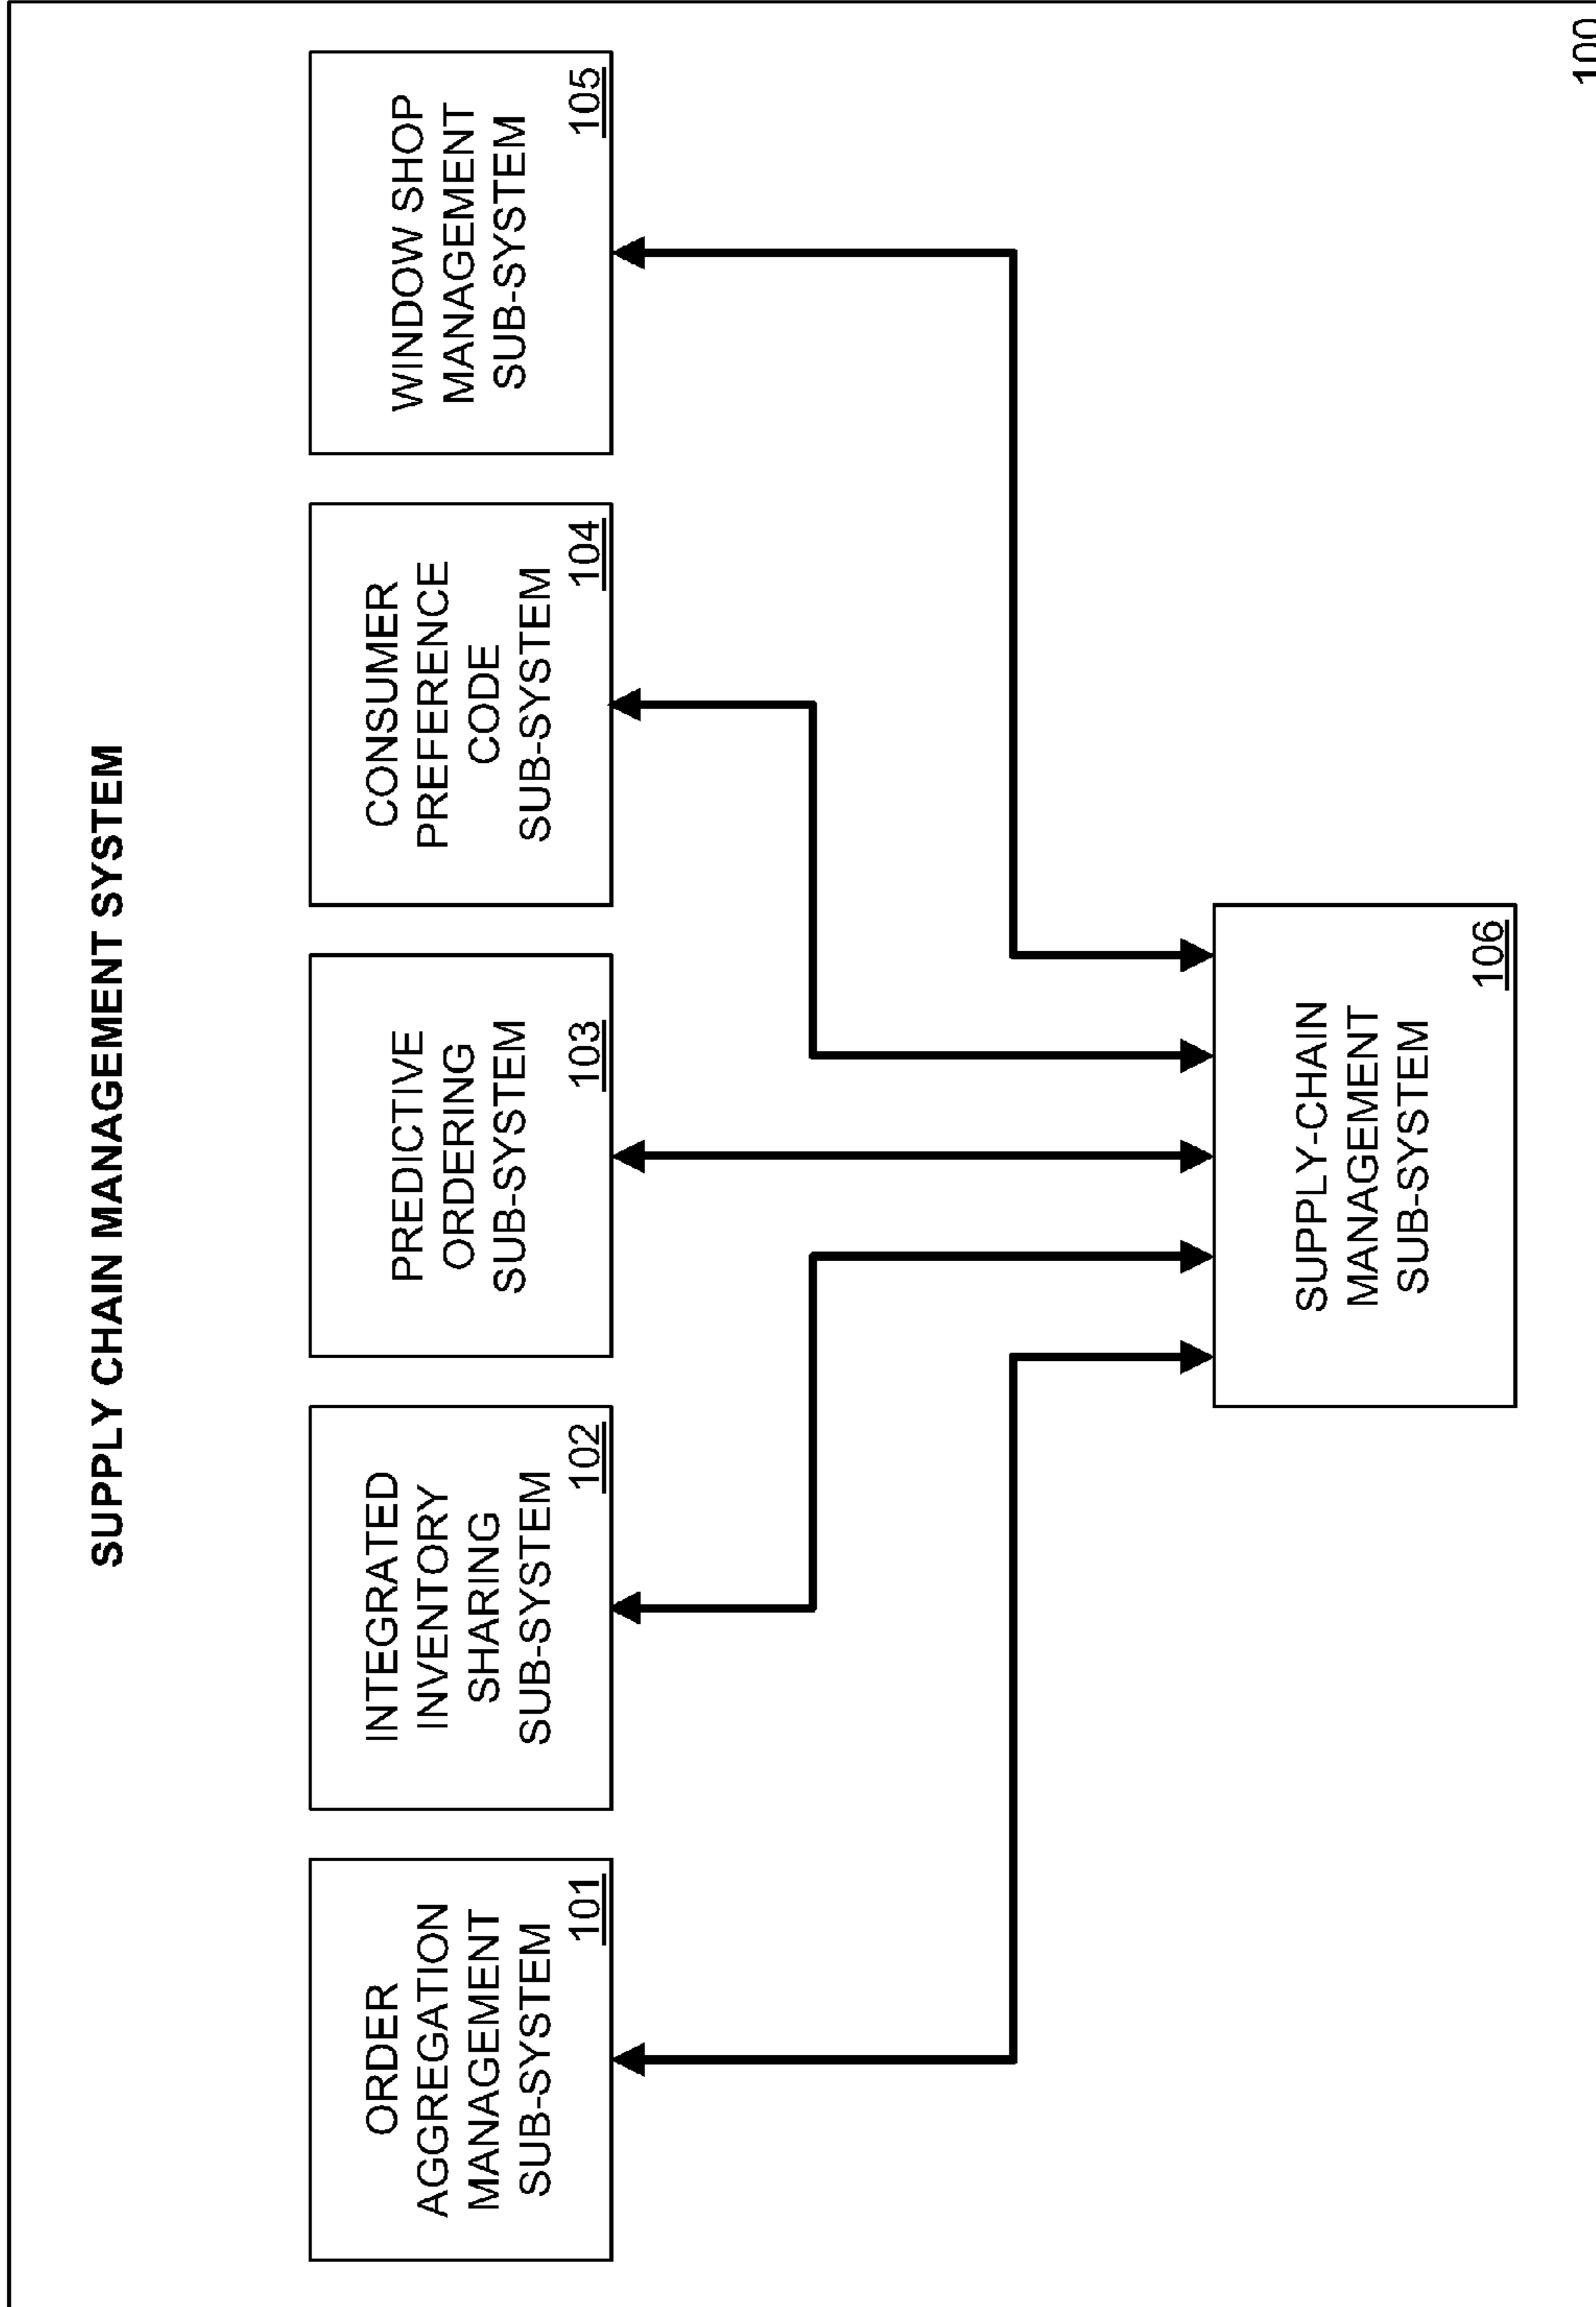 SUPPLY CHAIN MANAGEMENT SYSTEM
ORDER
AGGREGATION
MANAGEMENT
SUB-SYSTEM
101
INTEGRATED
INVENTORY
SHARING
SUB-SYSTEM
102
PREDICTIVE
ORDERING
SUB-SYSTEM
103
CONSUMER
PREFERENCE
CODE
SUB-SYSTEM
104
WINDOW SHOP
MANAGEMENT
SUB-SYSTEM
105
SUPPLY-CHAIN
MANAGEMENT
SUB-SYSTEM
106
100